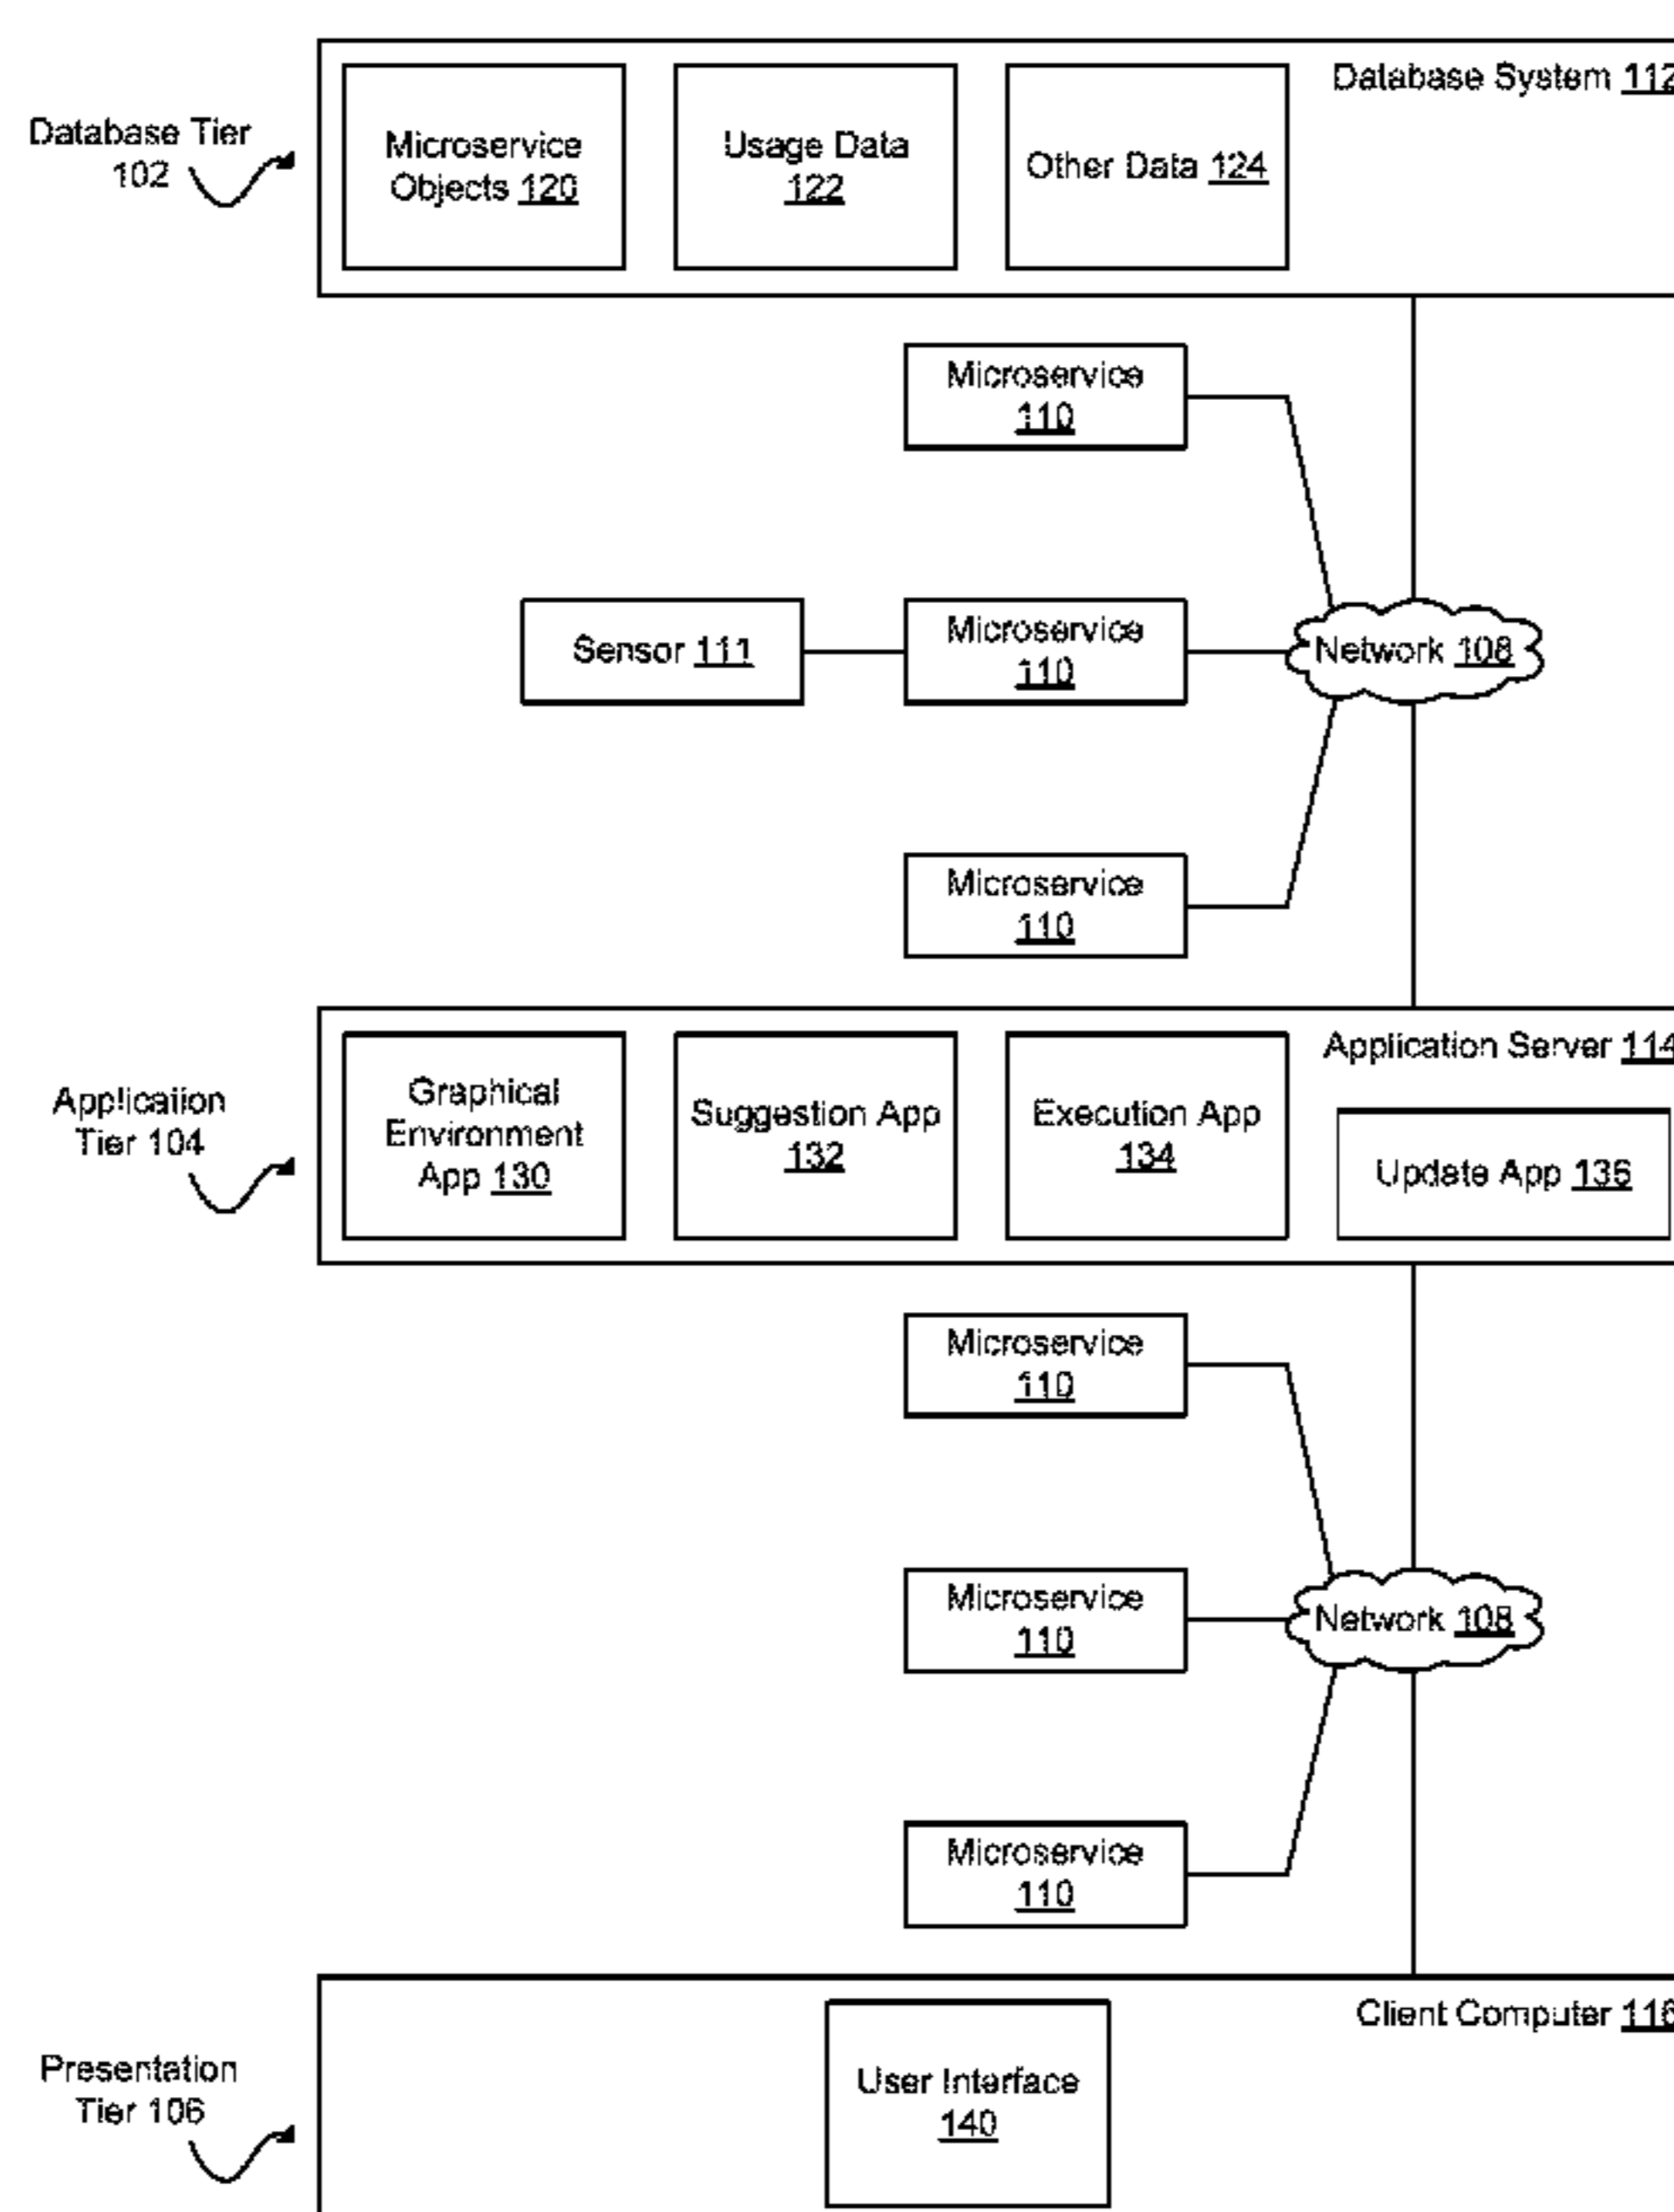 Database System 112
Database Tier
102
Microservice
Objects 120
Usage Data
122
Other Data 124
Microservice
110
Sensor 111
Microservice
110
Network 108
Microservice
110
Application Server 114
Application
Tier 104
Graphical
Environment
App 130
Suggestion App
132
Execution App
134
Update App 136
Microservice
110
Microservice
110
Network 108
Microservice
110
Client Computer 116
Presentation
Tier 106
User Interface
140